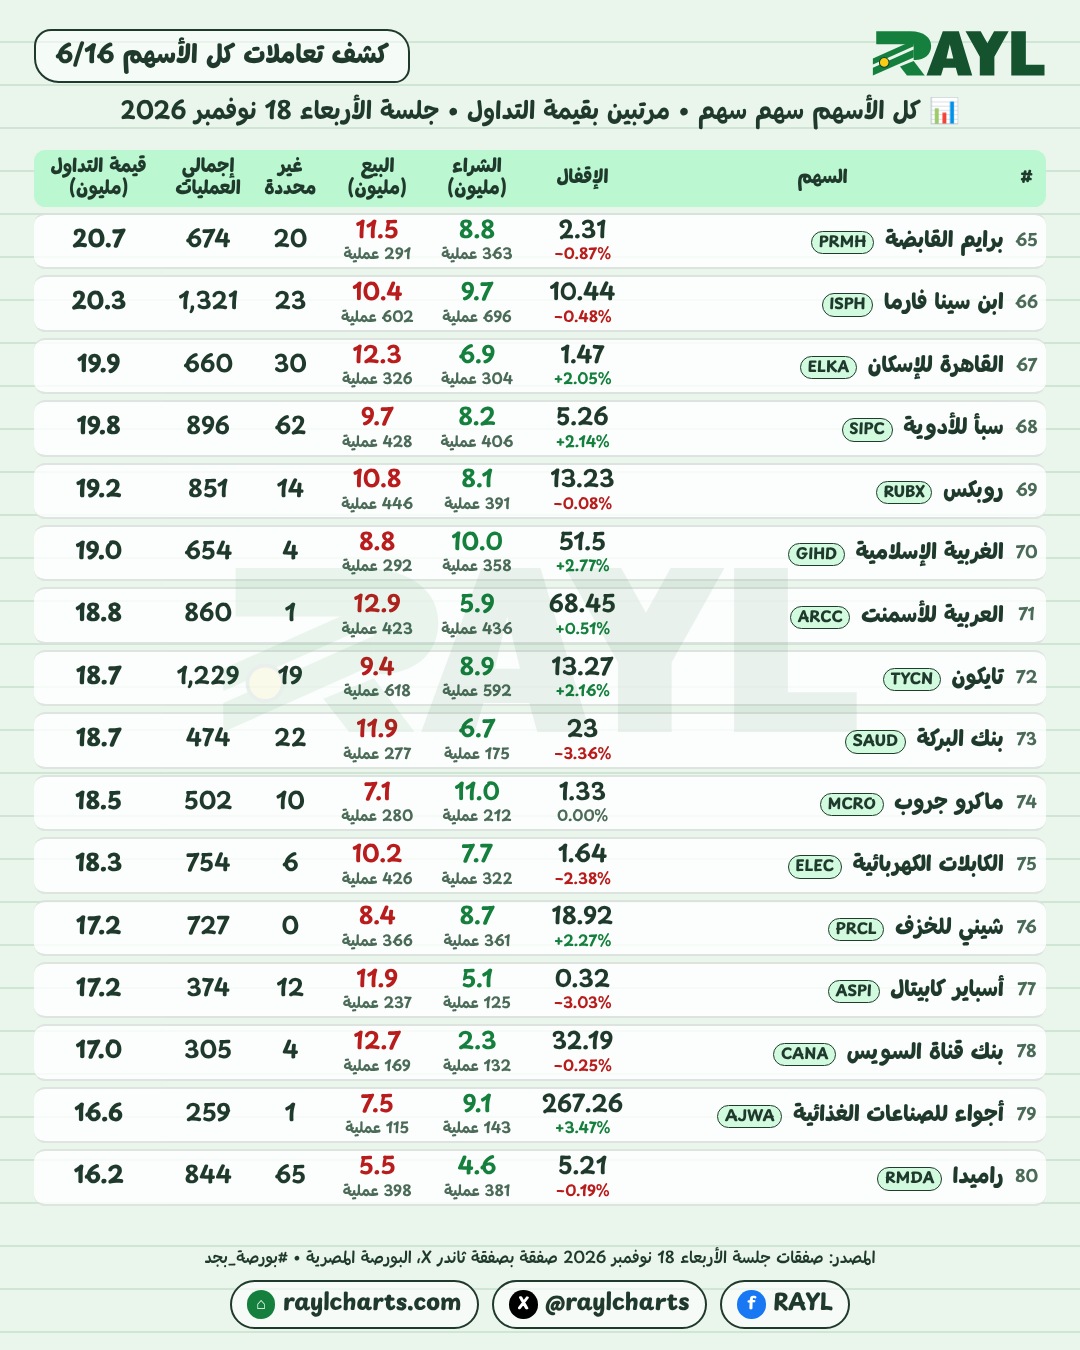 RAYL
كشف تعاملات كل الأسهم 6/16
📊 كل الأسهم سهم سهم • مرتبين بقيمة التداول • جلسة الأربعاء 18 نوفمبر 2026
# السهم الإقفال الشراء (مليون) البيع (مليون) غير محددة إجمالي العمليات قيمة التداول (مليون)
65 برايم القابضة PRMH 2.31 8.8 11.5 20 674 20.7
−0.87% 363 عملية 291 عملية
66 ابن سينا فارما ISPH 10.44 9.7 10.4 23 1,321 20.3
−0.48% 696 عملية 602 عملية
67 القاهرة للإسكان ELKA 1.47 6.9 12.3 30 660 19.9
+2.05% 304 عملية 326 عملية
68 سبأ للأدوية SIPC 5.26 8.2 9.7 62 896 19.8
+2.14% 406 عملية 428 عملية
69 روبكس RUBX 13.23 8.1 10.8 14 851 19.2
−0.08% 391 عملية 446 عملية
70 الغربية الإسلامية GIHD 51.5 10.0 8.8 4 654 19.0
+2.77% 358 عملية 292 عملية
71 العربية للأسمنت ARCC 68.45 5.9 12.9 1 860 18.8
+0.51% 436 عملية 423 عملية
72 تايكون TYCN 13.27 8.9 9.4 19 1,229 18.7
+2.16% 592 عملية 618 عملية
73 بنك البركة SAUD 23 6.7 11.9 22 474 18.7
−3.36% 175 عملية 277 عملية
74 ماكرو جروب MCRO 1.33 11.0 7.1 10 502 18.5
0.00% 212 عملية 280 عملية
75 الكابلات الكهربائية ELEC 1.64 7.7 10.2 6 754 18.3
−2.38% 322 عملية 426 عملية
76 شيني للخزف PRCL 18.92 8.7 8.4 0 727 17.2
+2.27% 361 عملية 366 عملية
77 أسباير كابيتال ASPI 0.32 5.1 11.9 12 374 17.2
−3.03% 125 عملية 237 عملية
78 بنك قناة السويس CANA 32.19 2.3 12.7 4 305 17.0
−0.25% 132 عملية 169 عملية
79 أجواء للصناعات الغذائية AJWA 267.26 9.1 7.5 1 259 16.6
+3.47% 143 عملية 115 عملية
80 راميدا RMDA 5.21 4.6 5.5 65 844 16.2
−0.19% 381 عملية 398 عملية
المصدر: صفقات جلسة الأربعاء 18 نوفمبر 2026 صفقة بصفقة ثاندر X، البورصة المصرية • #بورصة_بجد
raylcharts.com @raylcharts RAYL